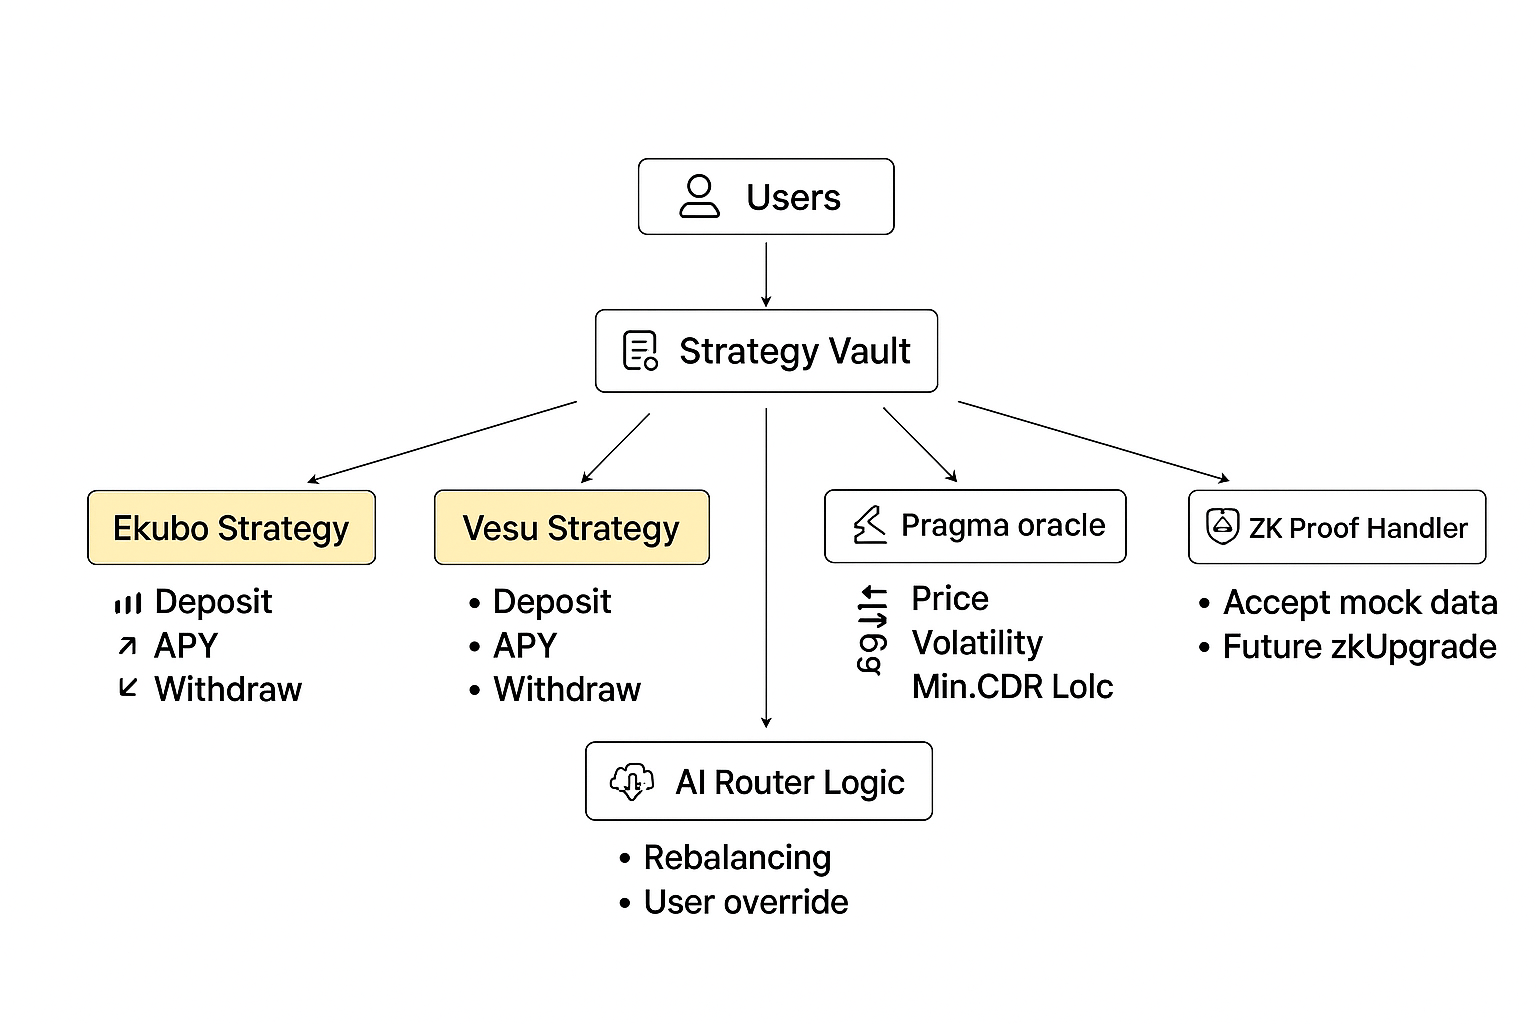 Users
Strategy Vault
Ekubo Strategy
Deposit
APY
Withdraw
Vesu Strategy
• Deposit
• APY
• Withdraw
Pragma oracle
Price
Volatility
Min.CDR Lolc
ZK Proof Handler
• Accept mock data
• Future zkUpgrade
AI Router Logic
• Rebalancing
• User override